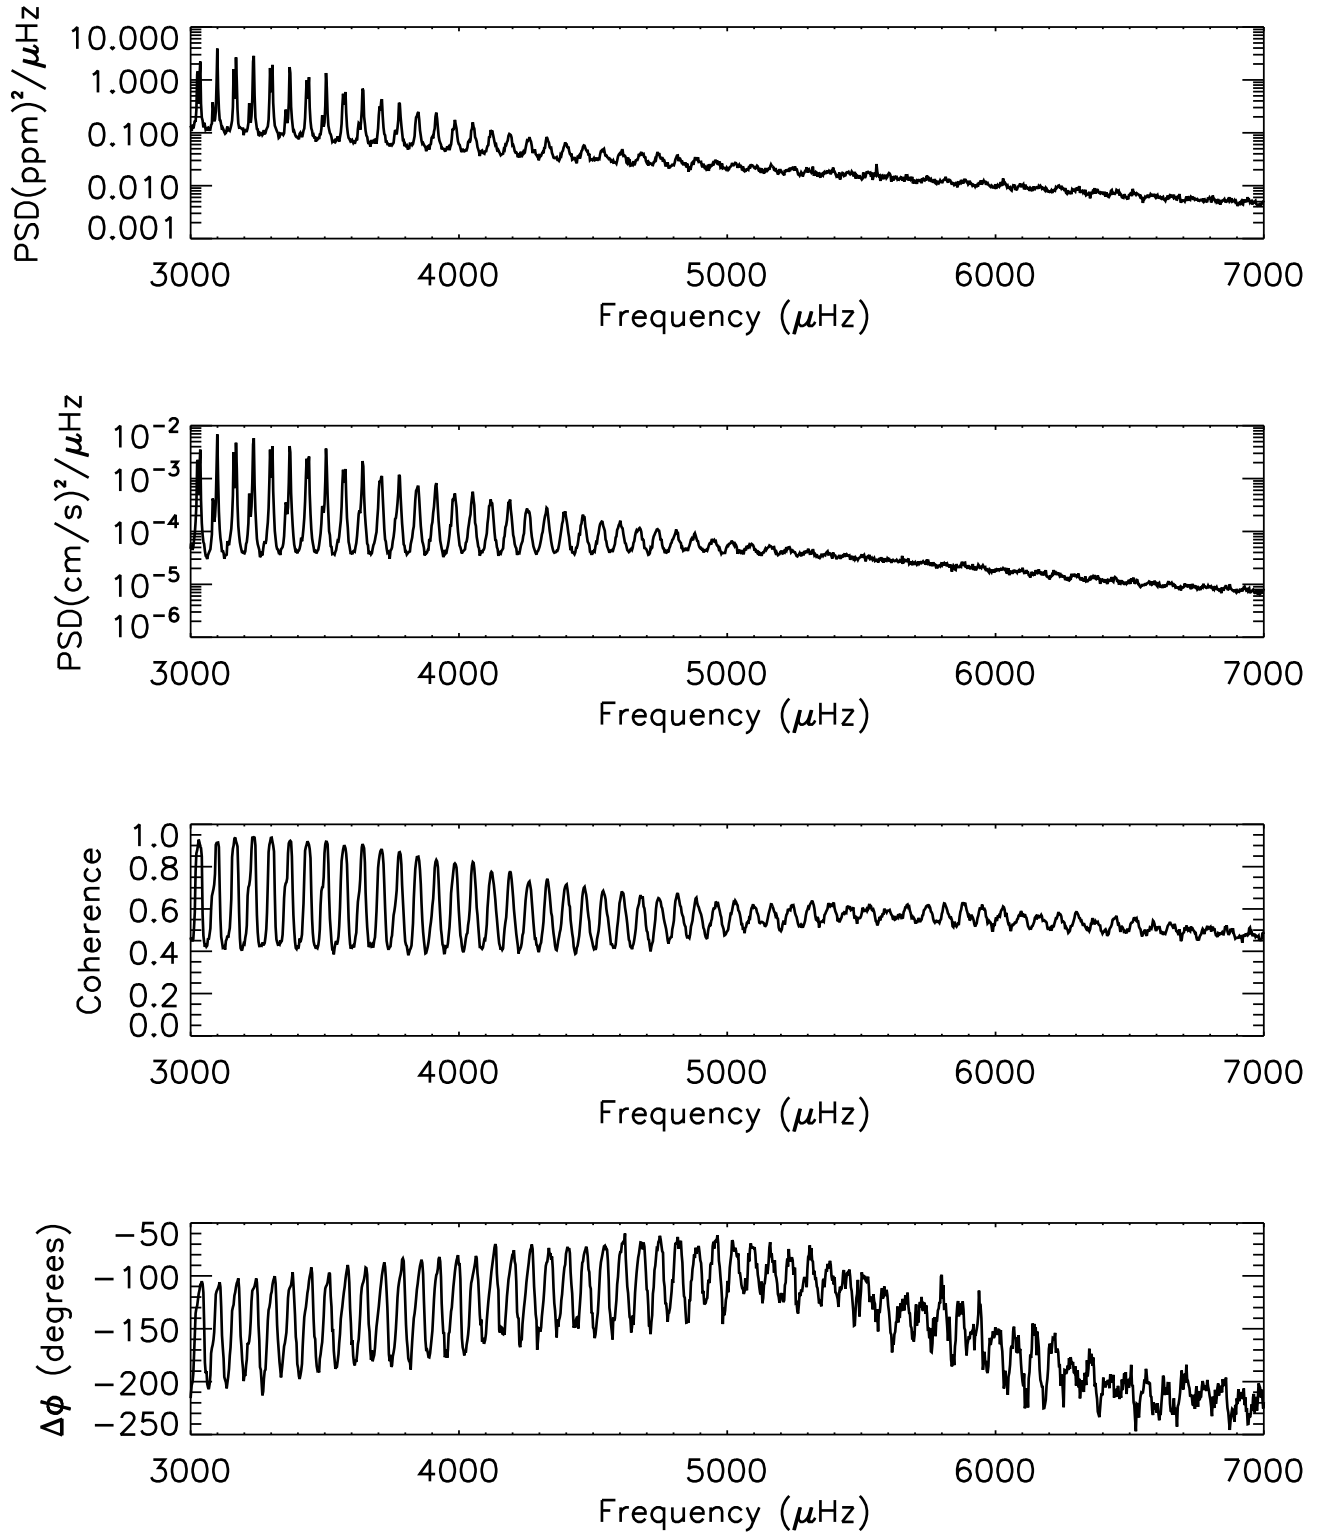 PSD(ppm)²/μHz
10.000
1.000
0.100
0.010
0.001
3000 4000 5000 6000 7000
Frequency (μHz)
PSD(cm/s)²/μHz
10⁻²
10⁻³
10⁻⁴
10⁻⁵
10⁻⁶
3000 4000 5000 6000 7000
Frequency (μHz)
Coherence
1.0
0.8
0.6
0.4
0.2
0.0
3000 4000 5000 6000 7000
Frequency (μHz)
Δϕ (degrees)
−50
−100
−150
−200
−250
3000 4000 5000 6000 7000
Frequency (μHz)